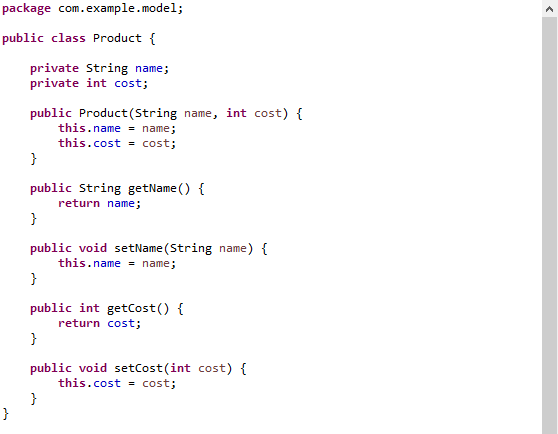 package com.example.model;

public class Product {

    private String name;
    private int cost;

    public Product(String name, int cost) {
        this.name = name;
        this.cost = cost;
    }

    public String getName() {
        return name;
    }

    public void setName(String name) {
        this.name = name;
    }

    public int getCost() {
        return cost;
    }

    public void setCost(int cost) {
        this.cost = cost;
    }
}